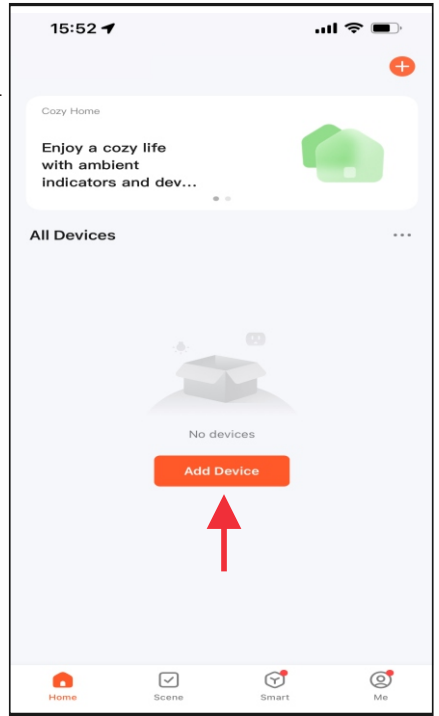 15:52
Cozy Home
Enjoy a cozy life
with ambient
indicators and dev...
All Devices
No devices
Add Device
Home Scene Smart Me